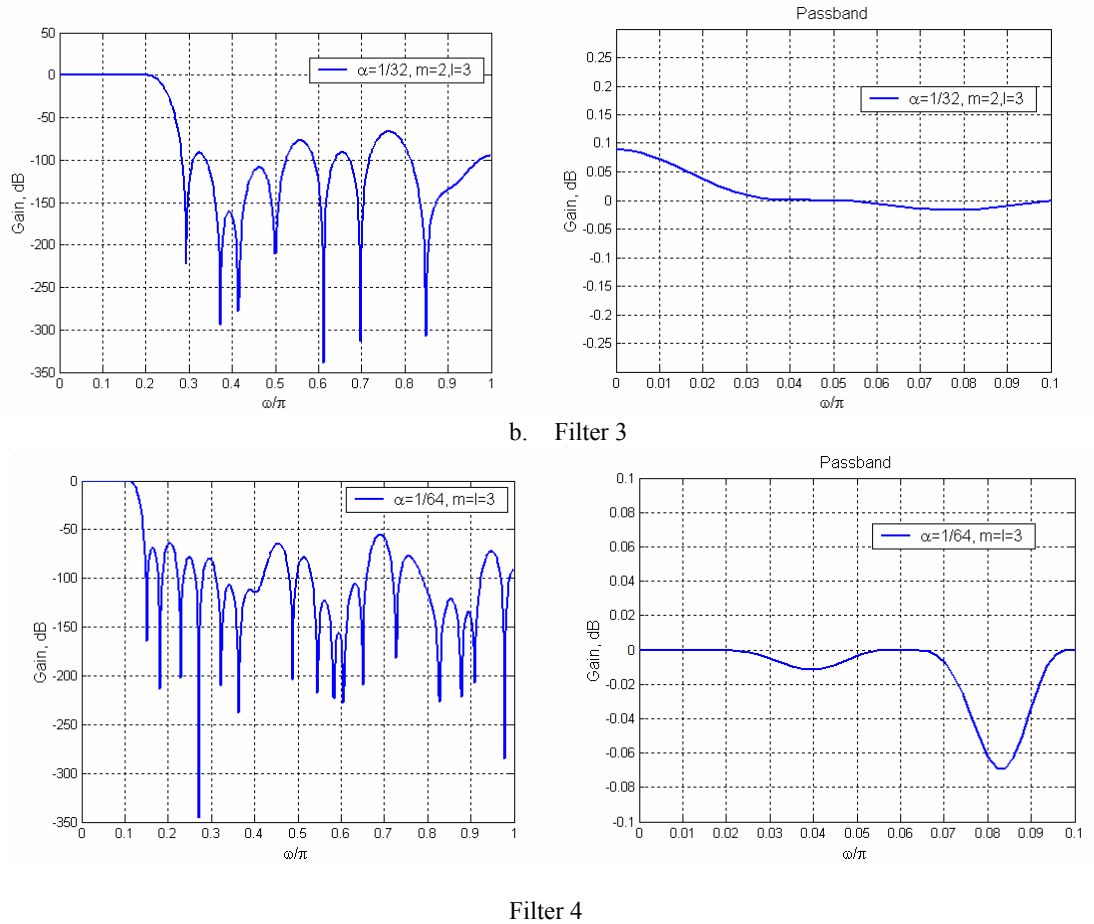 50
0
-50
-100
-150
-200
-250
-300
-350
Gain, dB
α=1/32, m=2,l=3
0 0.1 0.2 0.3 0.4 0.5 0.6 0.7 0.8 0.9 1
ω/π
Passband
0.25
0.2
0.15
0.1
0.05
0
-0.05
-0.1
-0.15
-0.2
-0.25
Gain, dB
α=1/32, m=2,l=3
0 0.01 0.02 0.03 0.04 0.05 0.06 0.07 0.08 0.09 0.1
ω/π
b. Filter 3
0
-50
-100
-150
-200
-250
-300
-350
Gain, dB
α=1/64, m=l=3
0 0.1 0.2 0.3 0.4 0.5 0.6 0.7 0.8 0.9 1
ω/π
Passband
0.1
0.08
0.06
0.04
0.02
0
-0.02
-0.04
-0.06
-0.08
-0.1
Gain, dB
α=1/64, m=l=3
0 0.01 0.02 0.03 0.04 0.05 0.06 0.07 0.08 0.09 0.1
ω/π
Filter 4